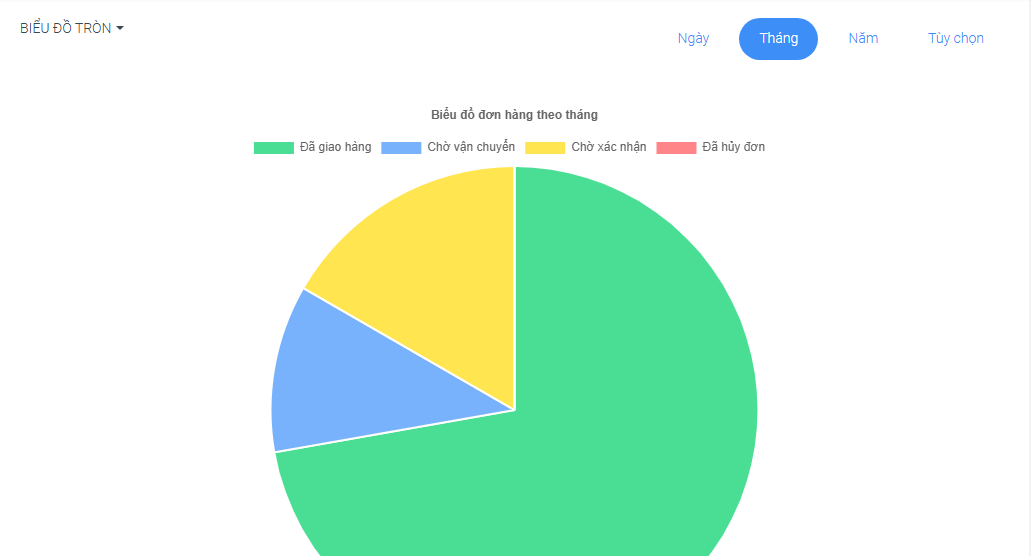 BIỂU ĐỒ TRÒN
Ngày Tháng Năm Tùy chọn
Biểu đồ đơn hàng theo tháng
Đã giao hàng Chờ vận chuyển Chờ xác nhận Đã hủy đơn